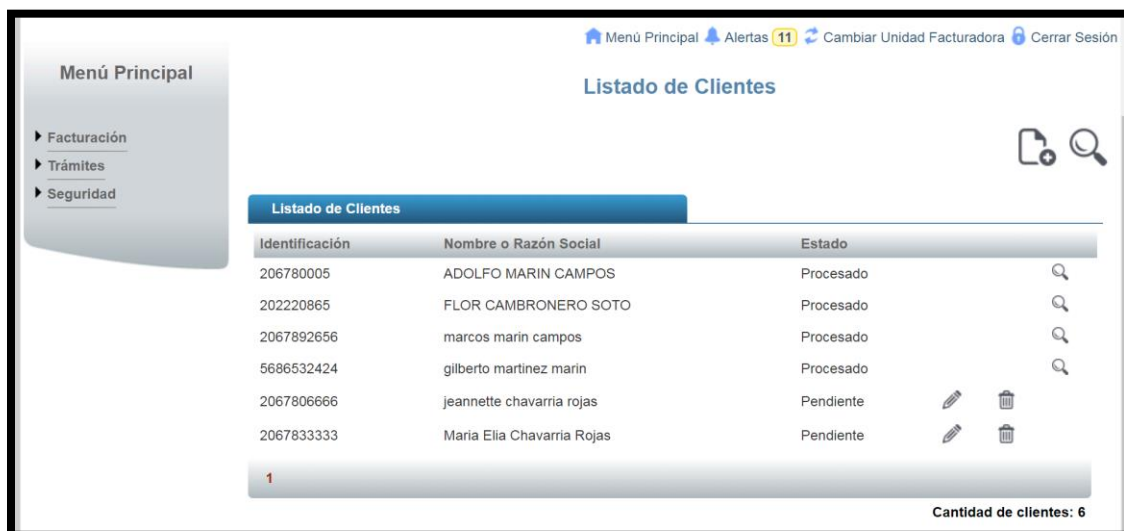 Menú Principal Alertas 11 Cambiar Unidad Facturadora Cerrar Sesión
Menú Principal
Facturación
Trámites
Seguridad
Listado de Clientes
Listado de Clientes
Identificación Nombre o Razón Social Estado
206780005 ADOLFO MARIN CAMPOS Procesado
202220865 FLOR CAMBRONERO SOTO Procesado
2067892656 marcos marin campos Procesado
5686532424 gilberto martinez marin Procesado
2067806666 jeannette chavarria rojas Pendiente
2067833333 Maria Elia Chavarria Rojas Pendiente
1
Cantidad de clientes: 6